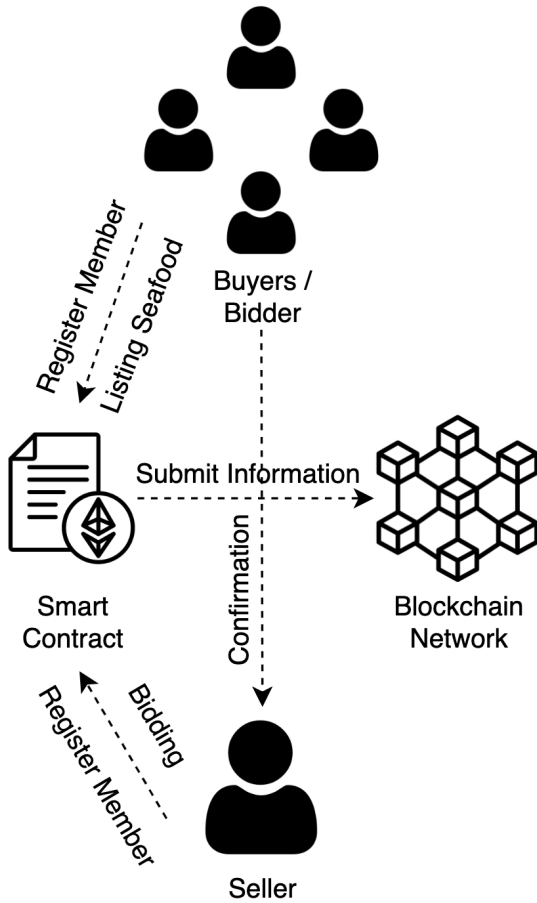 Buyers /
Bidder
Register Member
Listing Seafood
Submit Information
Confirmation
Smart
Contract
Blockchain
Network
Bidding
Register Member
Seller